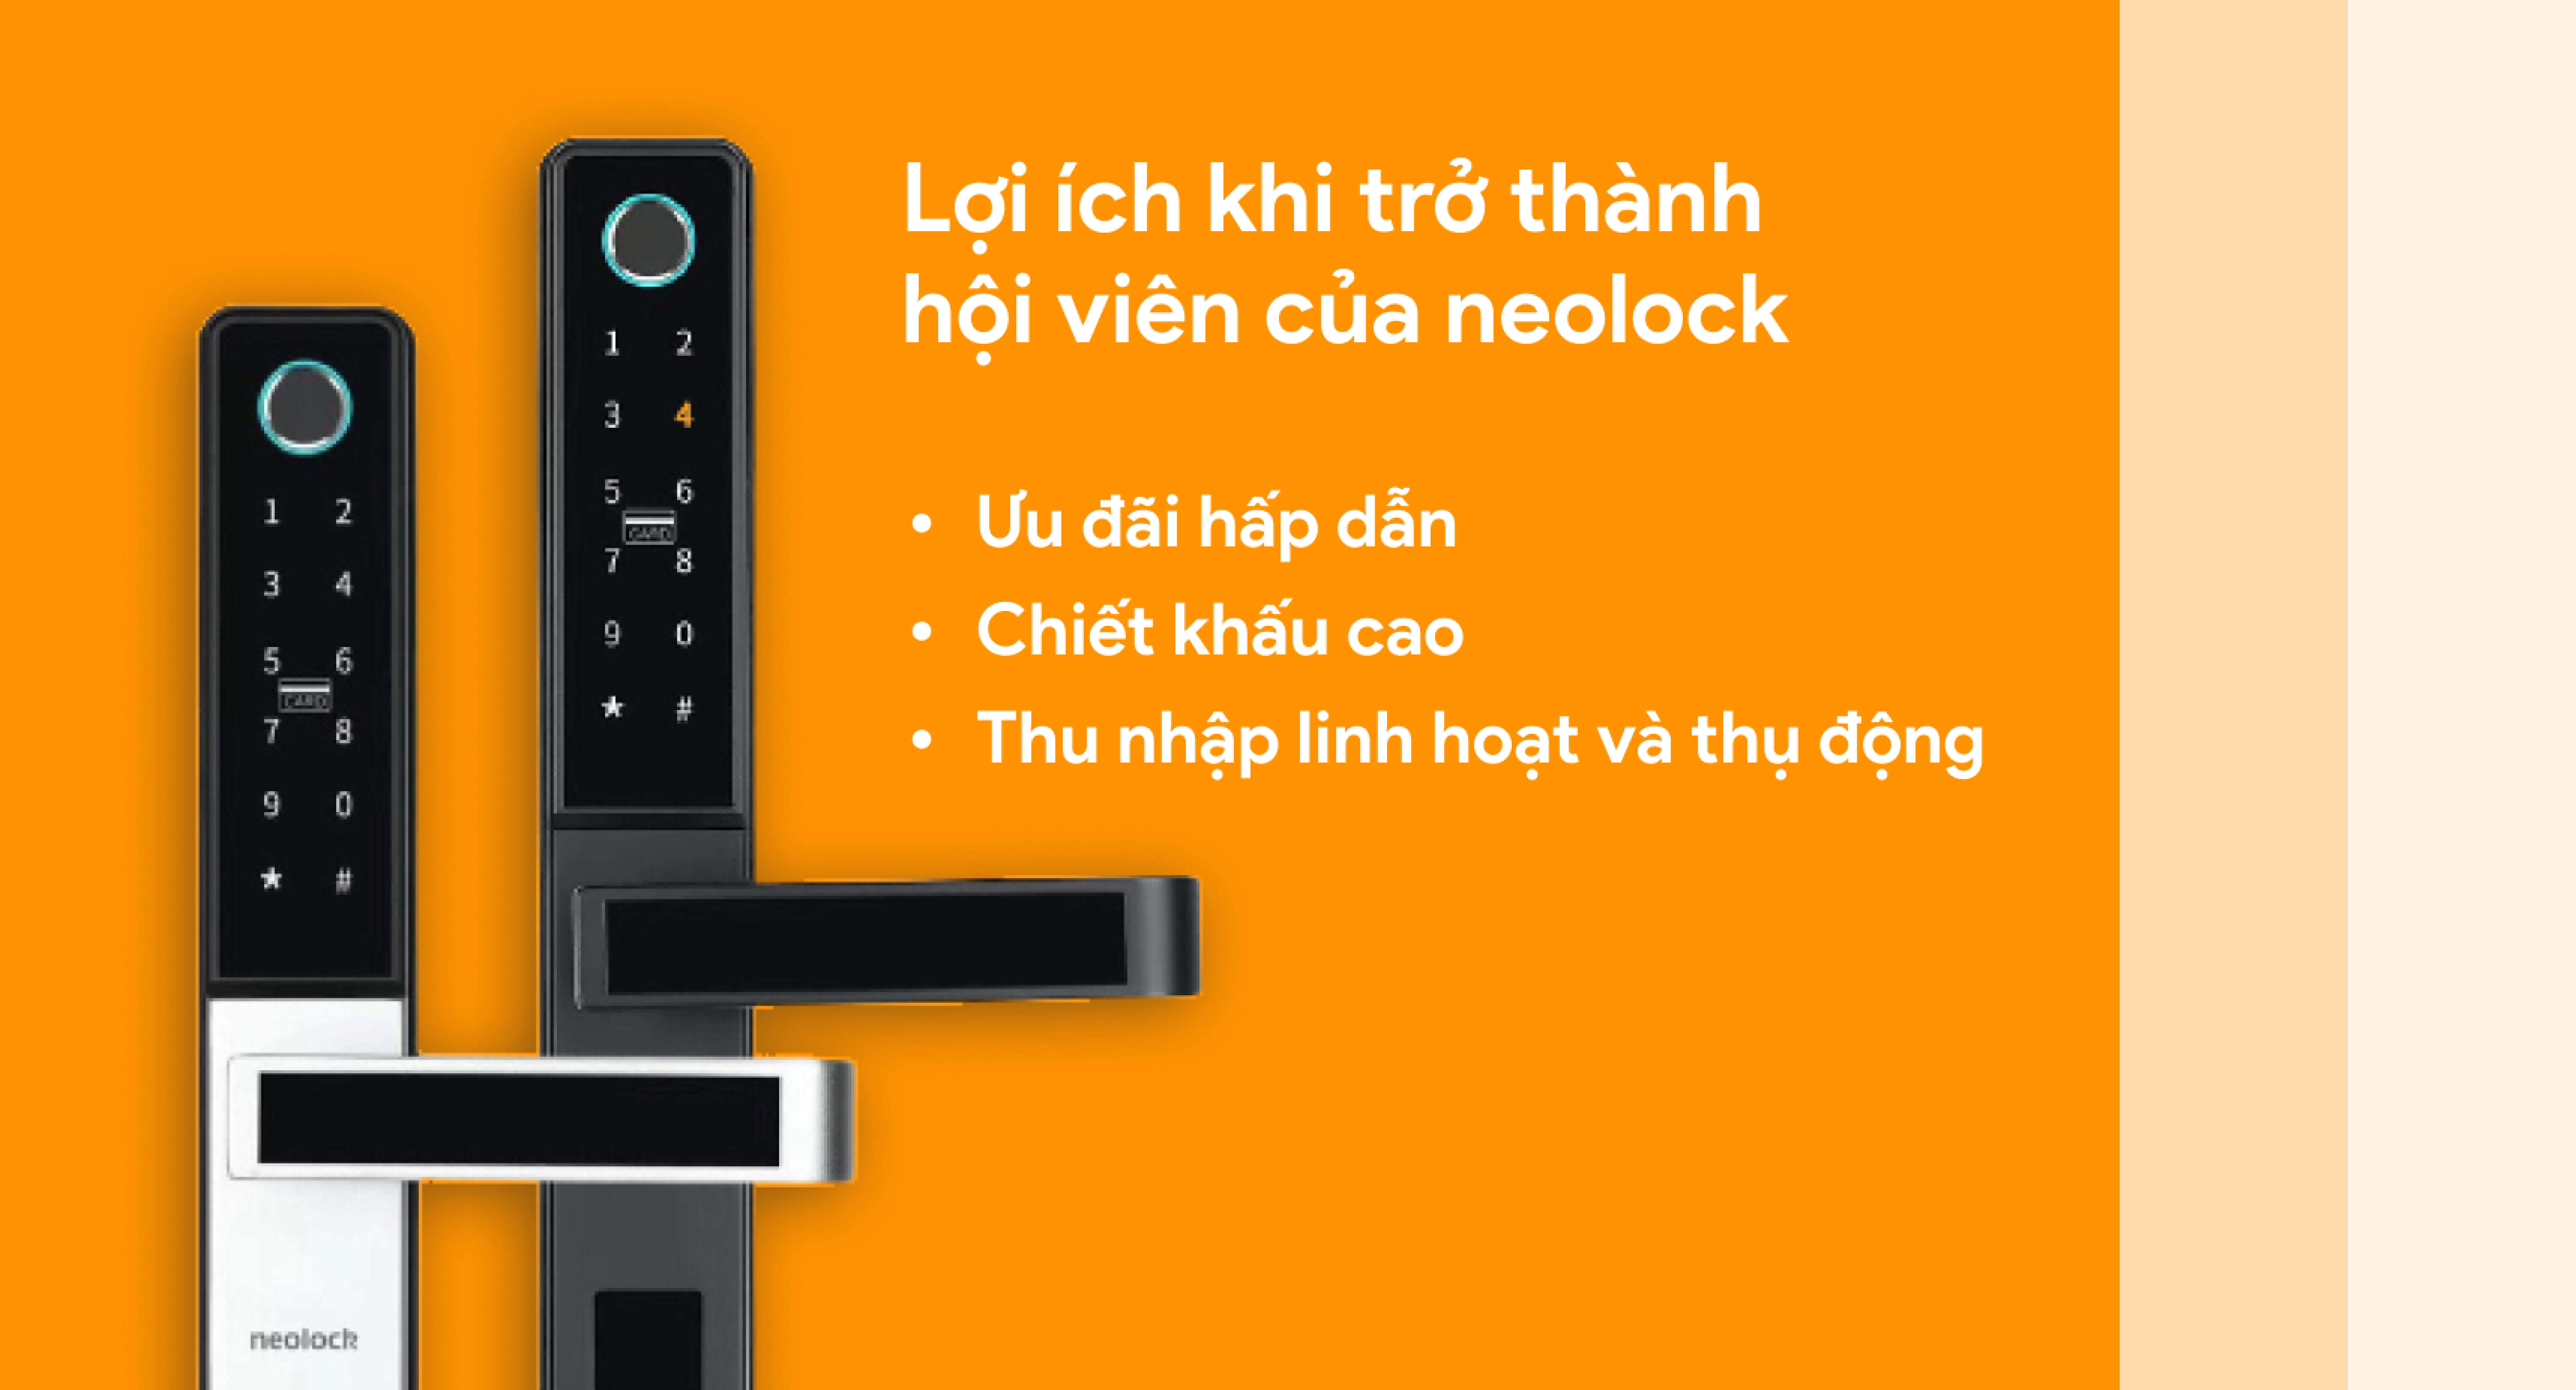 Lợi ích khi trở thành
hội viên của neolock
• Ưu đãi hấp dẫn
• Chiết khấu cao
• Thu nhập linh hoạt và thụ động
1 2
3 4
5 6
CARD
7 8
9 0
* #
1 2
3 4
5 6
CARD
7 8
9 0
* #
neolock